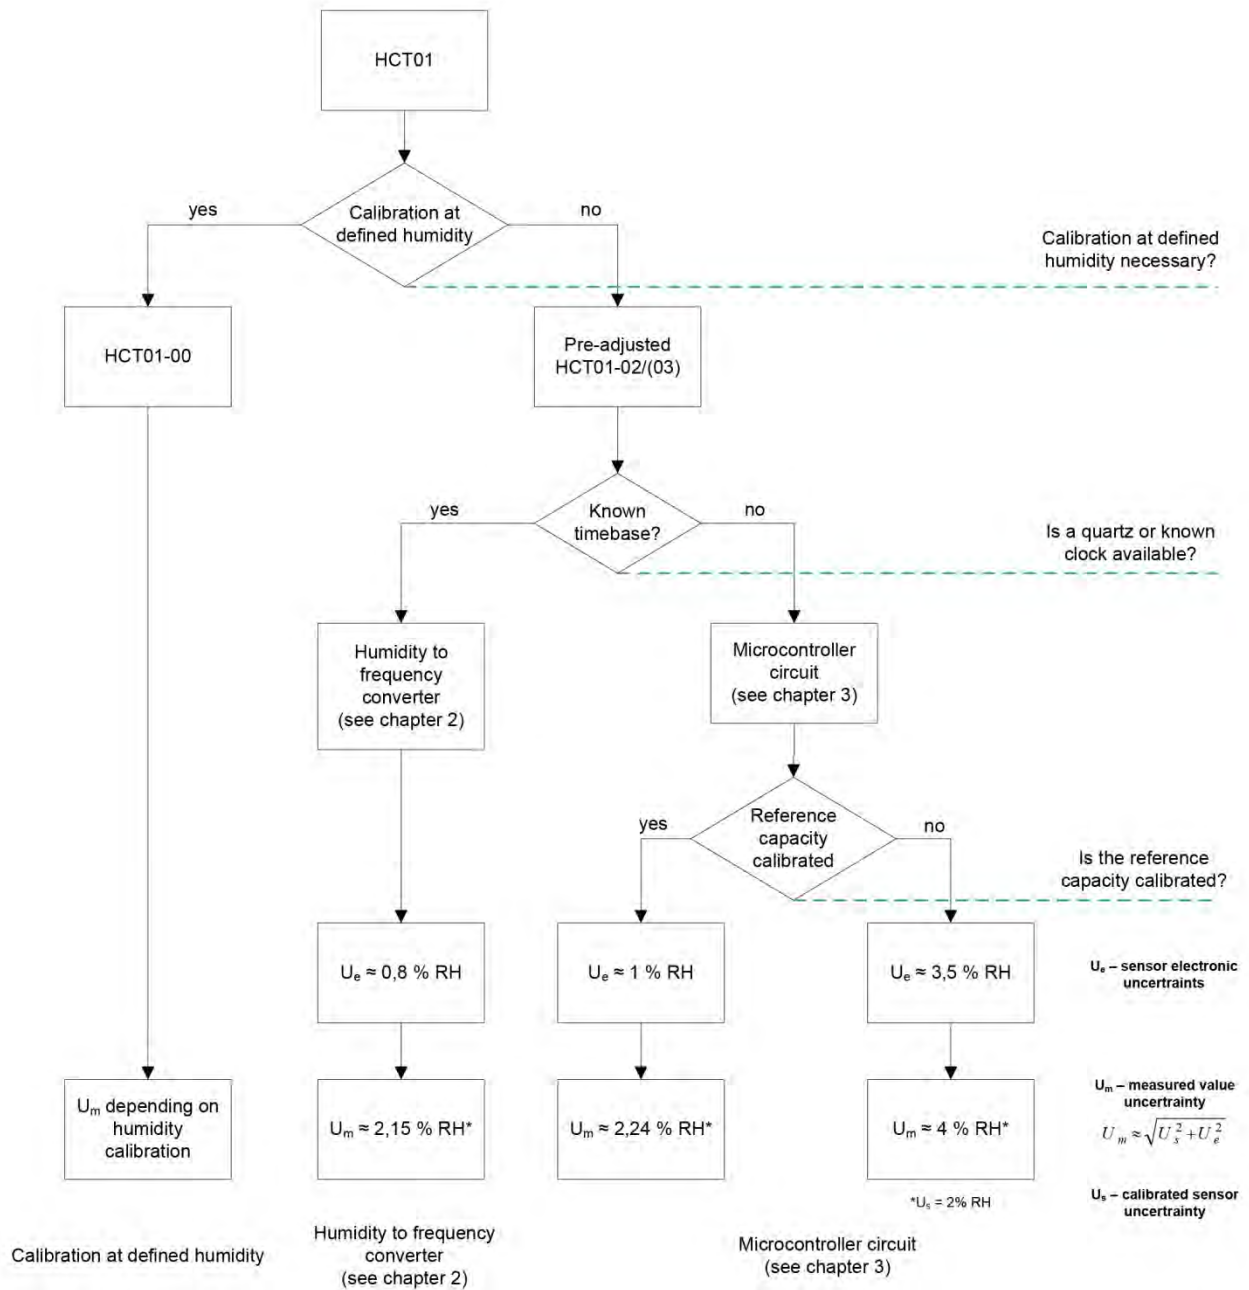 HCT01
yes
Calibration at
defined humidity
no
Calibration at defined
humidity necessary?
HCT01-00
Pre-adjusted
HCT01-02/(03)
yes
Known
timebase?
no
Is a quartz or known
clock available?
Humidity to
frequency
converter
(see chapter 2)
Microcontroller
circuit
(see chapter 3)
yes
Reference
capacity
calibrated
no
Is the reference
capacity calibrated?
Uₑ ≈ 0,8 % RH
Uₑ ≈ 1 % RH
Uₑ ≈ 3,5 % RH
Uₑ – sensor electronic
uncertraints
Uₘ depending on
humidity
calibration
Uₘ ≈ 2,15 % RH*
Uₘ ≈ 2,24 % RH*
Uₘ ≈ 4 % RH*
Uₘ – measured value
uncertainty
Uₘ ≈ √(Uₛ² + Uₑ²)
*Uₛ = 2% RH
Uₛ – calibrated sensor
uncertainty
Calibration at defined humidity
Humidity to frequency
converter
(see chapter 2)
Microcontroller circuit
(see chapter 3)